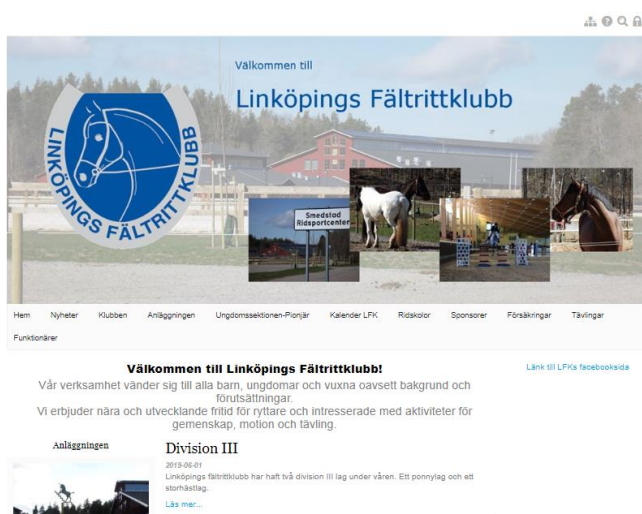 Välkommen till
Linköpings Fältrittklubb
LINKÖPINGS FÄLTRITTKLUBB
Smedstad
Ridsportcenter
Hem Nyheter Klubben Anläggningen Ungdomssektionen-Pionjär Kalender LFK Ridskolor Sponsorer Försäkringar Tävlingar
Funktionärer
Välkommen till Linköpings Fältrittklubb!
Länk till LFKs facebooksida
Vår verksamhet vänder sig till alla barn, ungdomar och vuxna oavsett bakgrund och
förutsättningar.
Vi erbjuder nära och utvecklande fritid för ryttare och intresserade med aktiviteter för
gemenskap, motion och tävling.
Anläggningen
Division III
2015-06-01
Linköpings fältrittklubb har haft två division III lag under våren. Ett ponnylag och ett
storhästlag.
Läs mer...